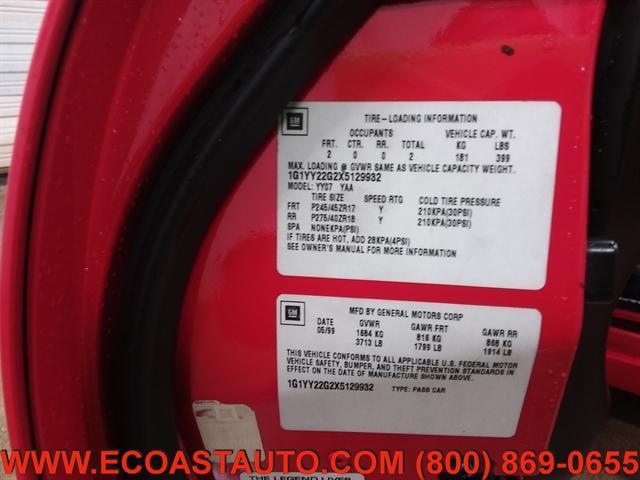 GM
TIRE-LOADING INFORMATION
OCCUPANTS VEHICLE CAP. WT.
FRT. CTR. RR. TOTAL KG LBS
2 0 0 2 181 399
MAX. LOADING @ GVWR SAME AS VEHICLE CAPACITY WEIGHT.
1G1YY22G2X5129932
MODEL: YY07 YAA
TIRE SIZE SPEED RTG COLD TIRE PRESSURE
FRT P245/45ZR17 Y 210KPA(30PSI)
RR P275/40ZR18 Y 210KPA(30PSI)
SPA NONEKPA(PSI)
IF TIRES ARE HOT, ADD 28KPA(4PSI)
SEE OWNER'S MANUAL FOR MORE INFORMATION
GM
MFD BY GENERAL MOTORS CORP
DATE GVWR GAWR FRT GAWR RR
05/99 1684 KG 816 KG 868 KG
3713 LB 1799 LB 1914 LB
THIS VEHICLE CONFORMS TO ALL APPLICABLE U.S. FEDERAL MOTOR
VEHICLE SAFETY, BUMPER, AND THEFT PREVENTION STANDARDS
IN EFFECT ON THE DATE OF MANUFACTURE SHOWN ABOVE.
1G1YY22G2X5129932 TYPE: PASS CAR
WWW.ECOASTAUTO.COM (800) 869-0655
THE LEGEND LIVES